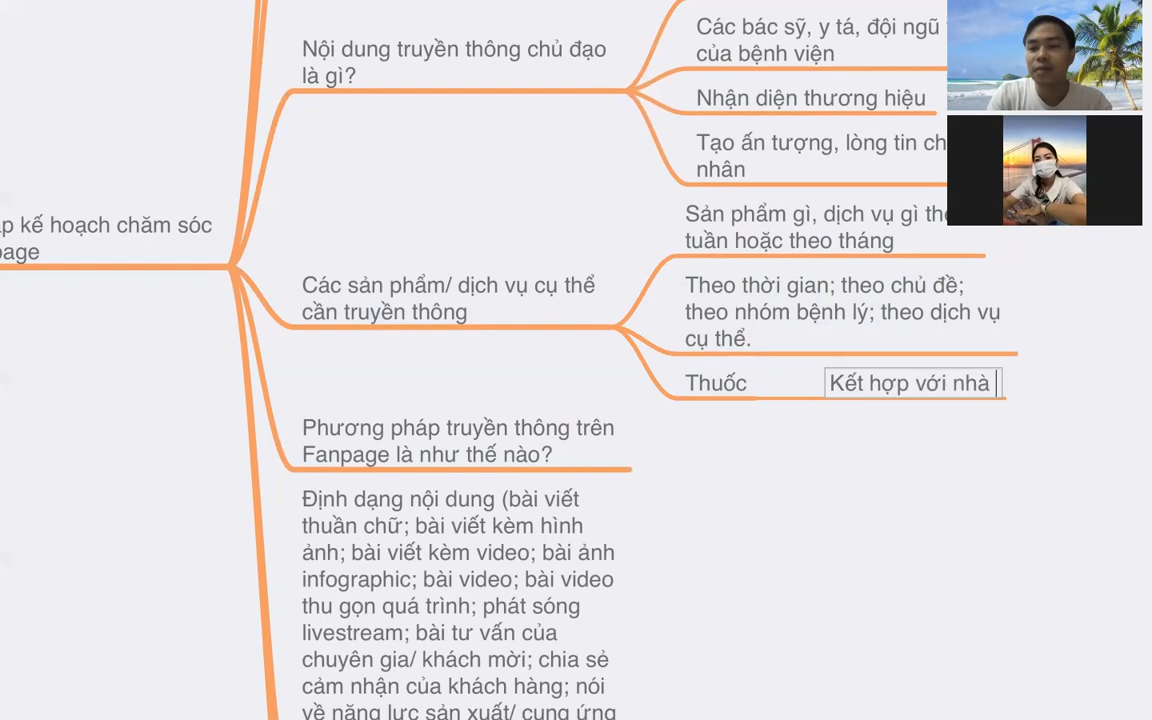 Nội dung truyền thông chủ đạo
là gì?
Các bác sỹ, y tá, đội ngũ
của bệnh viện
Nhận diện thương hiệu
Tạo ấn tượng, lòng tin
nhân
kế hoạch chăm sóc
Các sản phẩm/ dịch vụ cụ thể
cần truyền thông
Sản phẩm gì, dịch vụ gì
tuần hoặc theo tháng
Theo thời gian; theo chủ đề;
theo nhóm bệnh lý; theo dịch vụ
cụ thể.
Thuốc
Kết hợp với nhà
Phương pháp truyền thông trên
Fanpage là như thế nào?
Định dạng nội dung (bài viết
thuần chữ; bài viết kèm hình
ảnh; bài viết kèm video; bài ảnh
infographic; bài video; bài video
thu gọn quá trình; phát sóng
livestream; bài tư vấn của
chuyên gia/ khách mời; chia sẻ
cảm nhận của khách hàng; nói
về năng lực sản xuất/ cung ứng